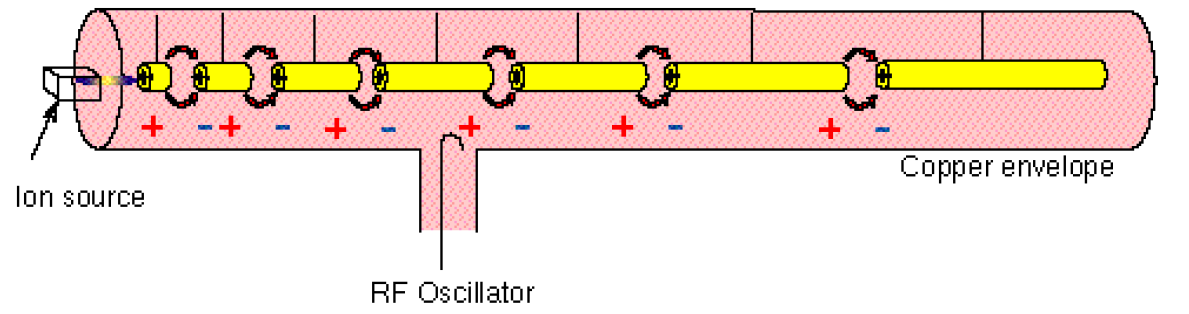 + - + - + - + - + - + -
Copper envelope
Ion source
RF Oscillator